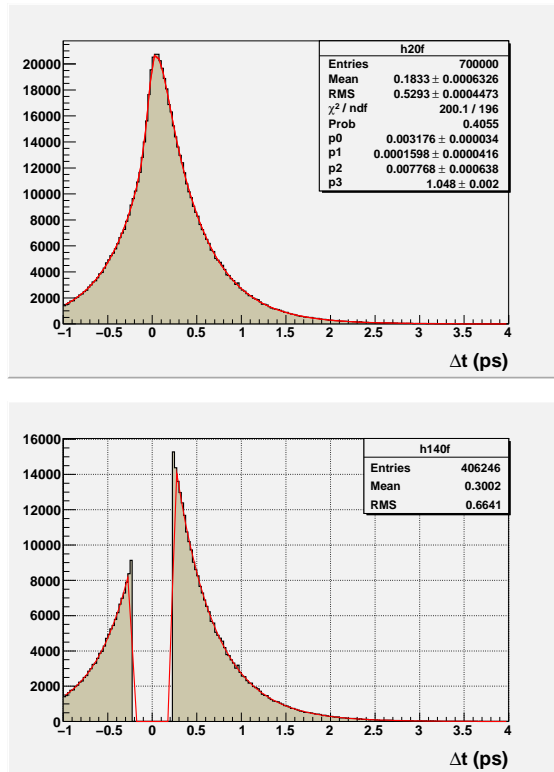 h20f
Entries 700000
Mean 0.1833 ± 0.0006326
RMS 0.5293 ± 0.0004473
χ² / ndf 200.1 / 196
Prob 0.4055
p0 0.003176 ± 0.000034
p1 0.0001598 ± 0.0000416
p2 0.007768 ± 0.000638
p3 1.048 ± 0.002
20000
18000
16000
14000
12000
10000
8000
6000
4000
2000
0
−1 −0.5 0 0.5 1 1.5 2 2.5 3 3.5 4
Δt (ps)
h140f
Entries 406246
Mean 0.3002
RMS 0.6641
16000
14000
12000
10000
8000
6000
4000
2000
0
−1 −0.5 0 0.5 1 1.5 2 2.5 3 3.5 4
Δt (ps)